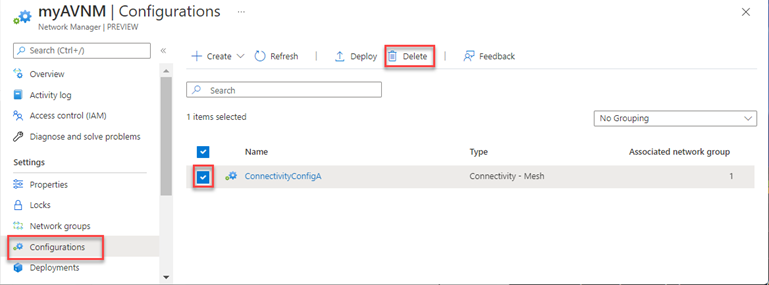 myAVNM | Configurations ...
Network Manager | PREVIEW
Search (Ctrl+/)
«
Overview
Activity log
Access control (IAM)
Diagnose and solve problems
Settings
Properties
Locks
Network groups
Configurations
Deployments
Create Refresh Deploy Delete Feedback
Search
1 items selected
No Grouping
Name Type Associated network group
ConnectivityConfigA Connectivity - Mesh 1